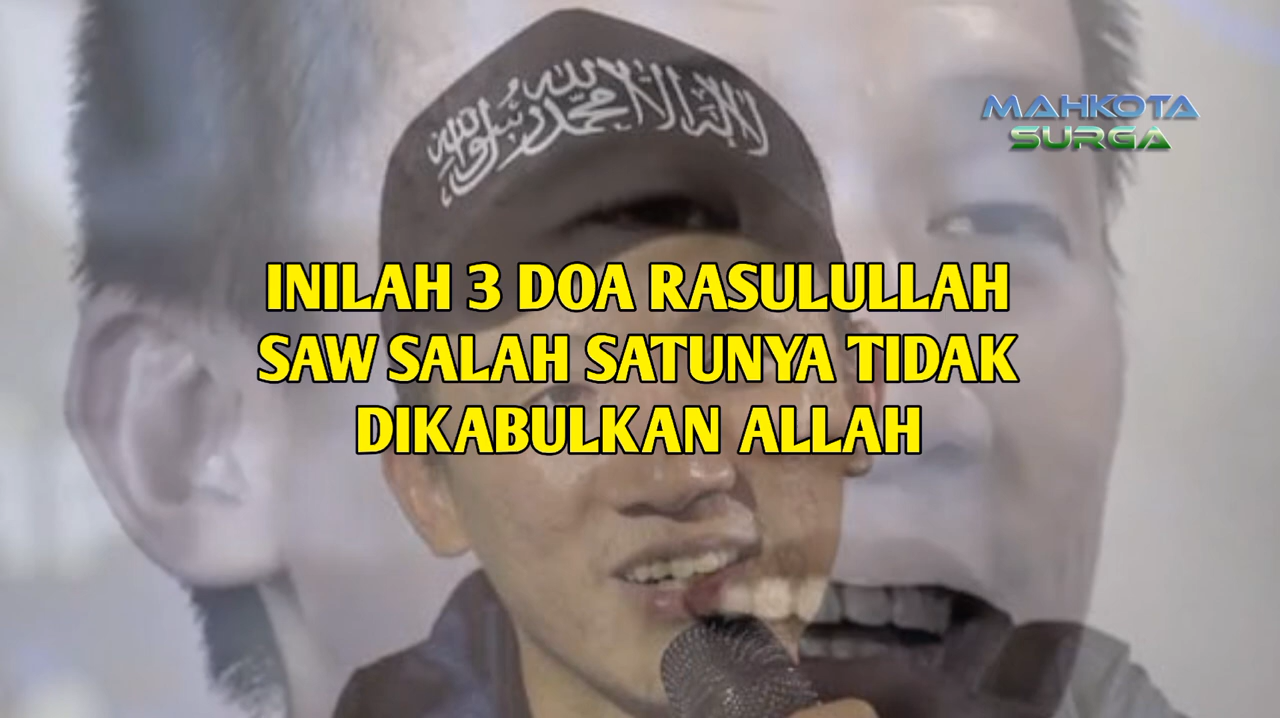 لا إله إلا الله محمد رسول الله
MAHKOTA
SURGA
INILAH 3 DOA RASULULLAH
SAW SALAH SATUNYA TIDAK
DIKABULKAN ALLAH